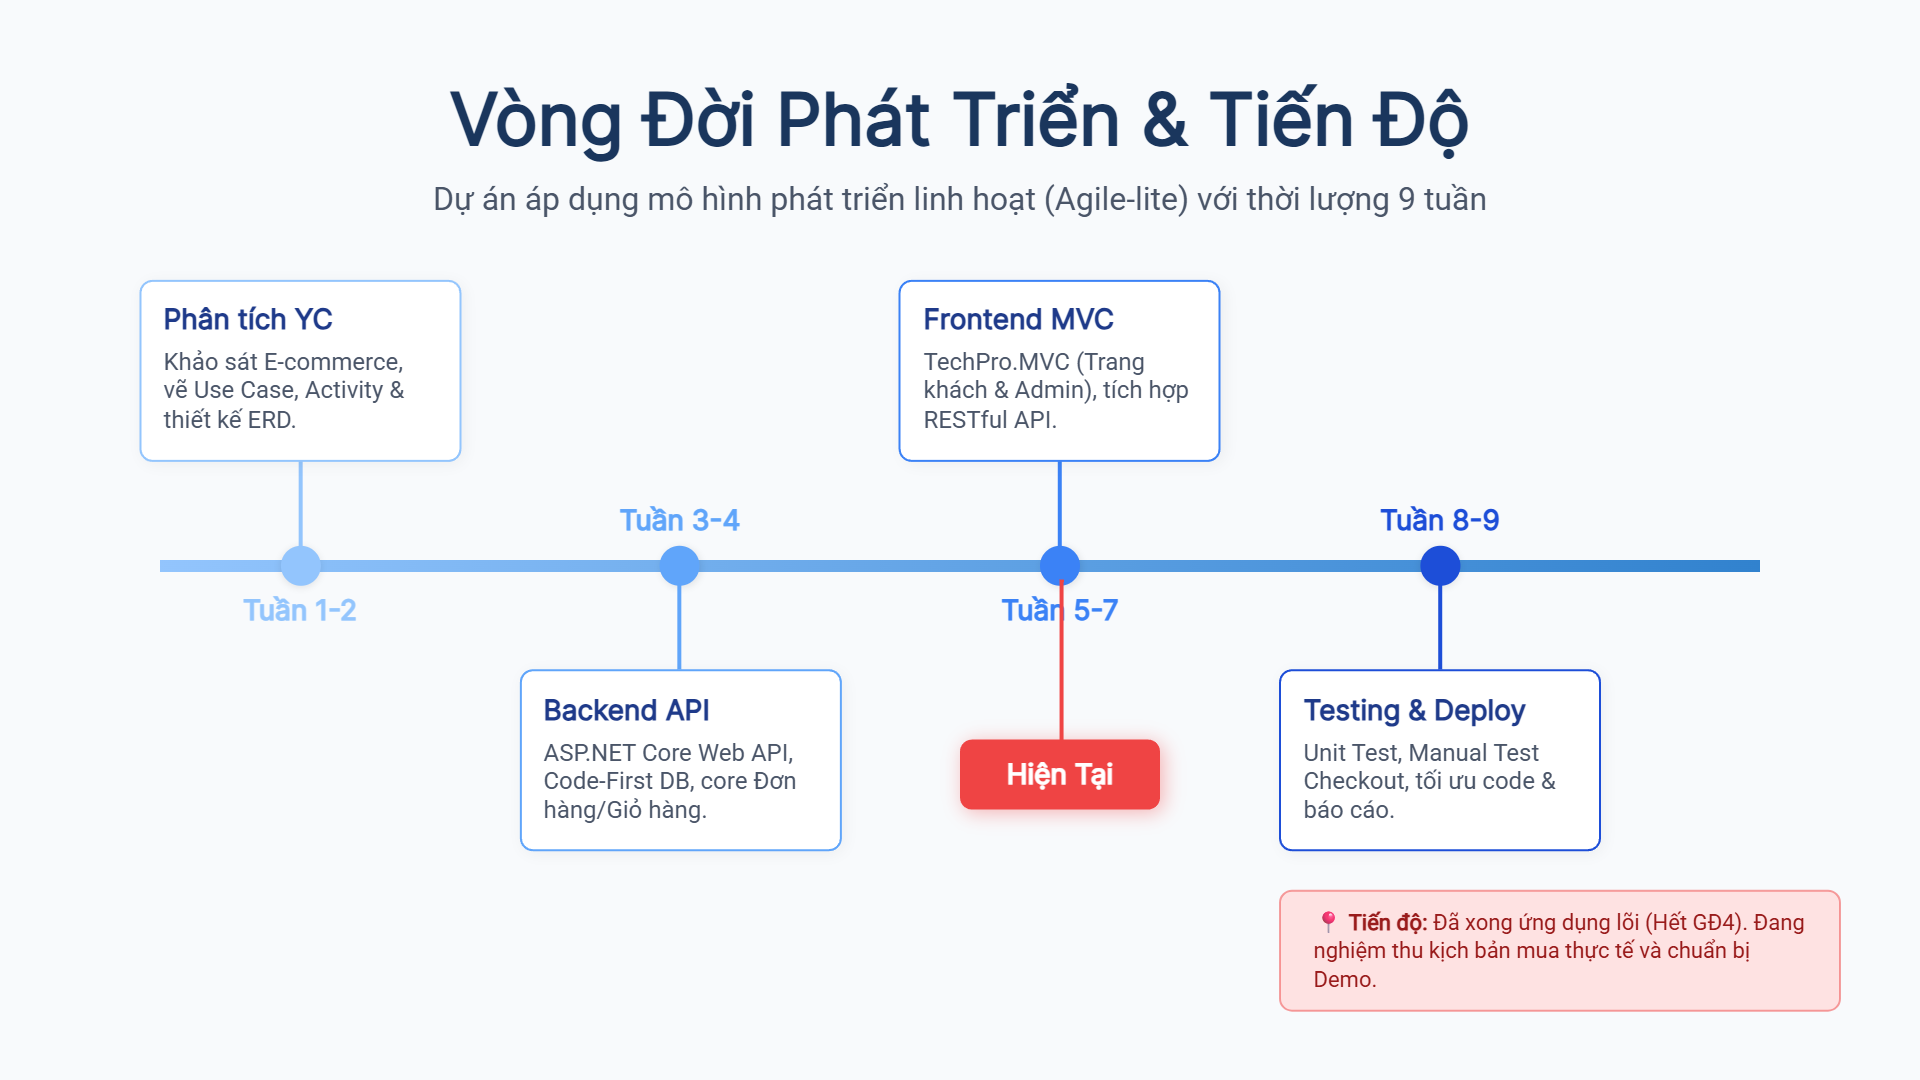 Vòng Đời Phát Triển & Tiến Độ
Dự án áp dụng mô hình phát triển linh hoạt (Agile-lite) với thời lượng 9 tuần
Phân tích YC
Khảo sát E-commerce,
vẽ Use Case, Activity &
thiết kế ERD.
Tuần 1-2
Tuần 3-4
Backend API
ASP.NET Core Web API,
Code-First DB, core Đơn
hàng/Giỏ hàng.
Frontend MVC
TechPro.MVC (Trang
khách & Admin), tích hợp
RESTful API.
Tuần 5-7
Hiện Tại
Tuần 8-9
Testing & Deploy
Unit Test, Manual Test
Checkout, tối ưu code &
báo cáo.
📍 Tiến độ: Đã xong ứng dụng lõi (Hết GĐ4). Đang
nghiệm thu kịch bản mua thực tế và chuẩn bị
Demo.